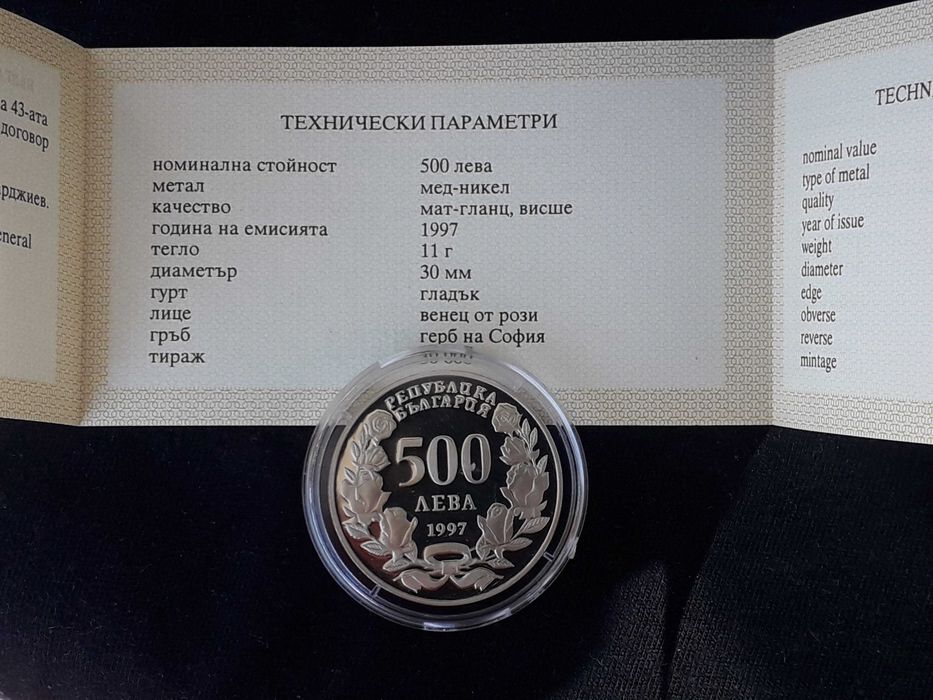 а 43-ата
договор
рджиев.
eneral
ТЕХНИЧЕСКИ ПАРАМЕТРИ
номинална стойност 500 лева
метал мед-никел
качество мат-гланц, висше
година на емисията 1997
тегло 11 г
диаметър 30 мм
гурт гладък
лице венец от рози
гръб герб на София
тираж
TECHN
nominal value
type of metal
quality
year of issue
weight
diameter
edge
obverse
reverse
mintage
РЕПУБЛИКА
БЪЛГАРИЯ
500
ЛЕВА
1997